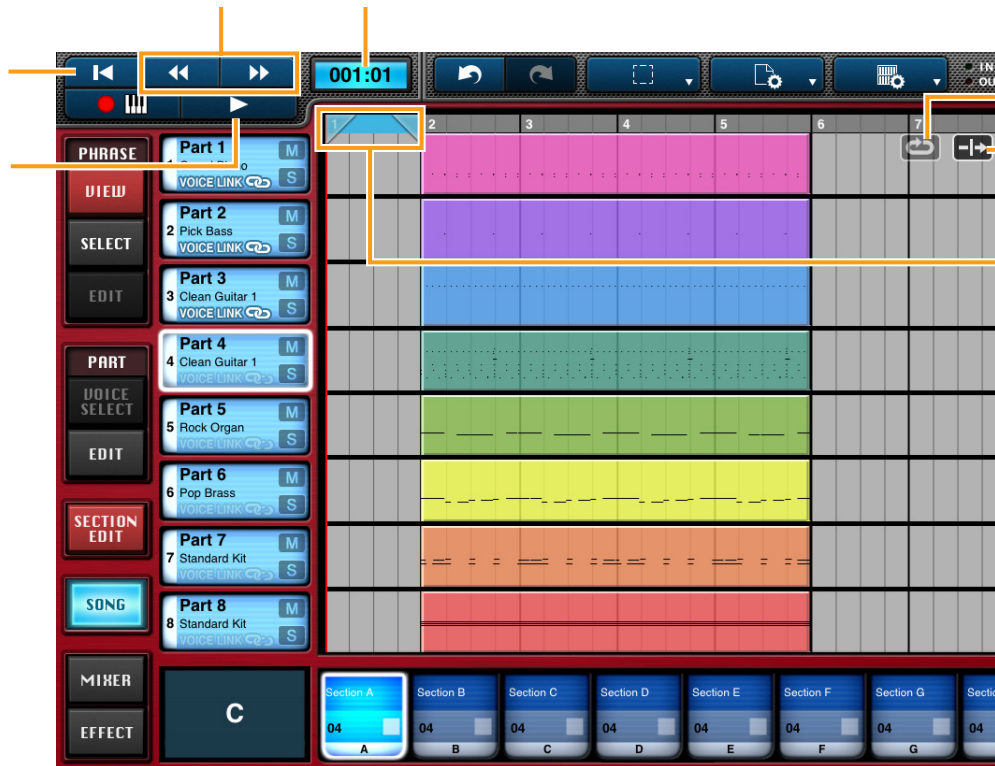 001:01
IN
OU
1 2 3 4 5 6 7
PHRASE
VIEW
SELECT
EDIT
PART
VOICE
SELECT
EDIT
SECTION
EDIT
SONG
MIXER
EFFECT
Part 1 M
1
VOICE LINK S
Part 2 M
2 Pick Bass
VOICE LINK S
Part 3 M
3 Clean Guitar 1
VOICE LINK S
Part 4 M
4 Clean Guitar 1
VOICE LINK S
Part 5 M
5 Rock Organ
VOICE LINK S
Part 6 M
6 Pop Brass
VOICE LINK S
Part 7 M
7 Standard Kit
VOICE LINK S
Part 8 M
8 Standard Kit
VOICE LINK S
C
Section A Section B Section C Section D Section E Section F Section G Sectio
04 04 04 04 04 04 04 04
A B C D E F G